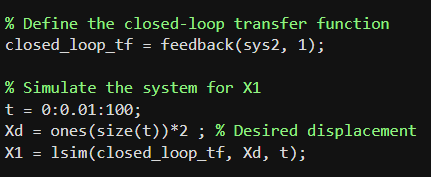 % Define the closed-loop transfer function
closed_loop_tf = feedback(sys2, 1);
% Simulate the system for X1
t = 0:0.01:100;
Xd = ones(size(t))*2 ; % Desired displacement
X1 = lsim(closed_loop_tf, Xd, t);